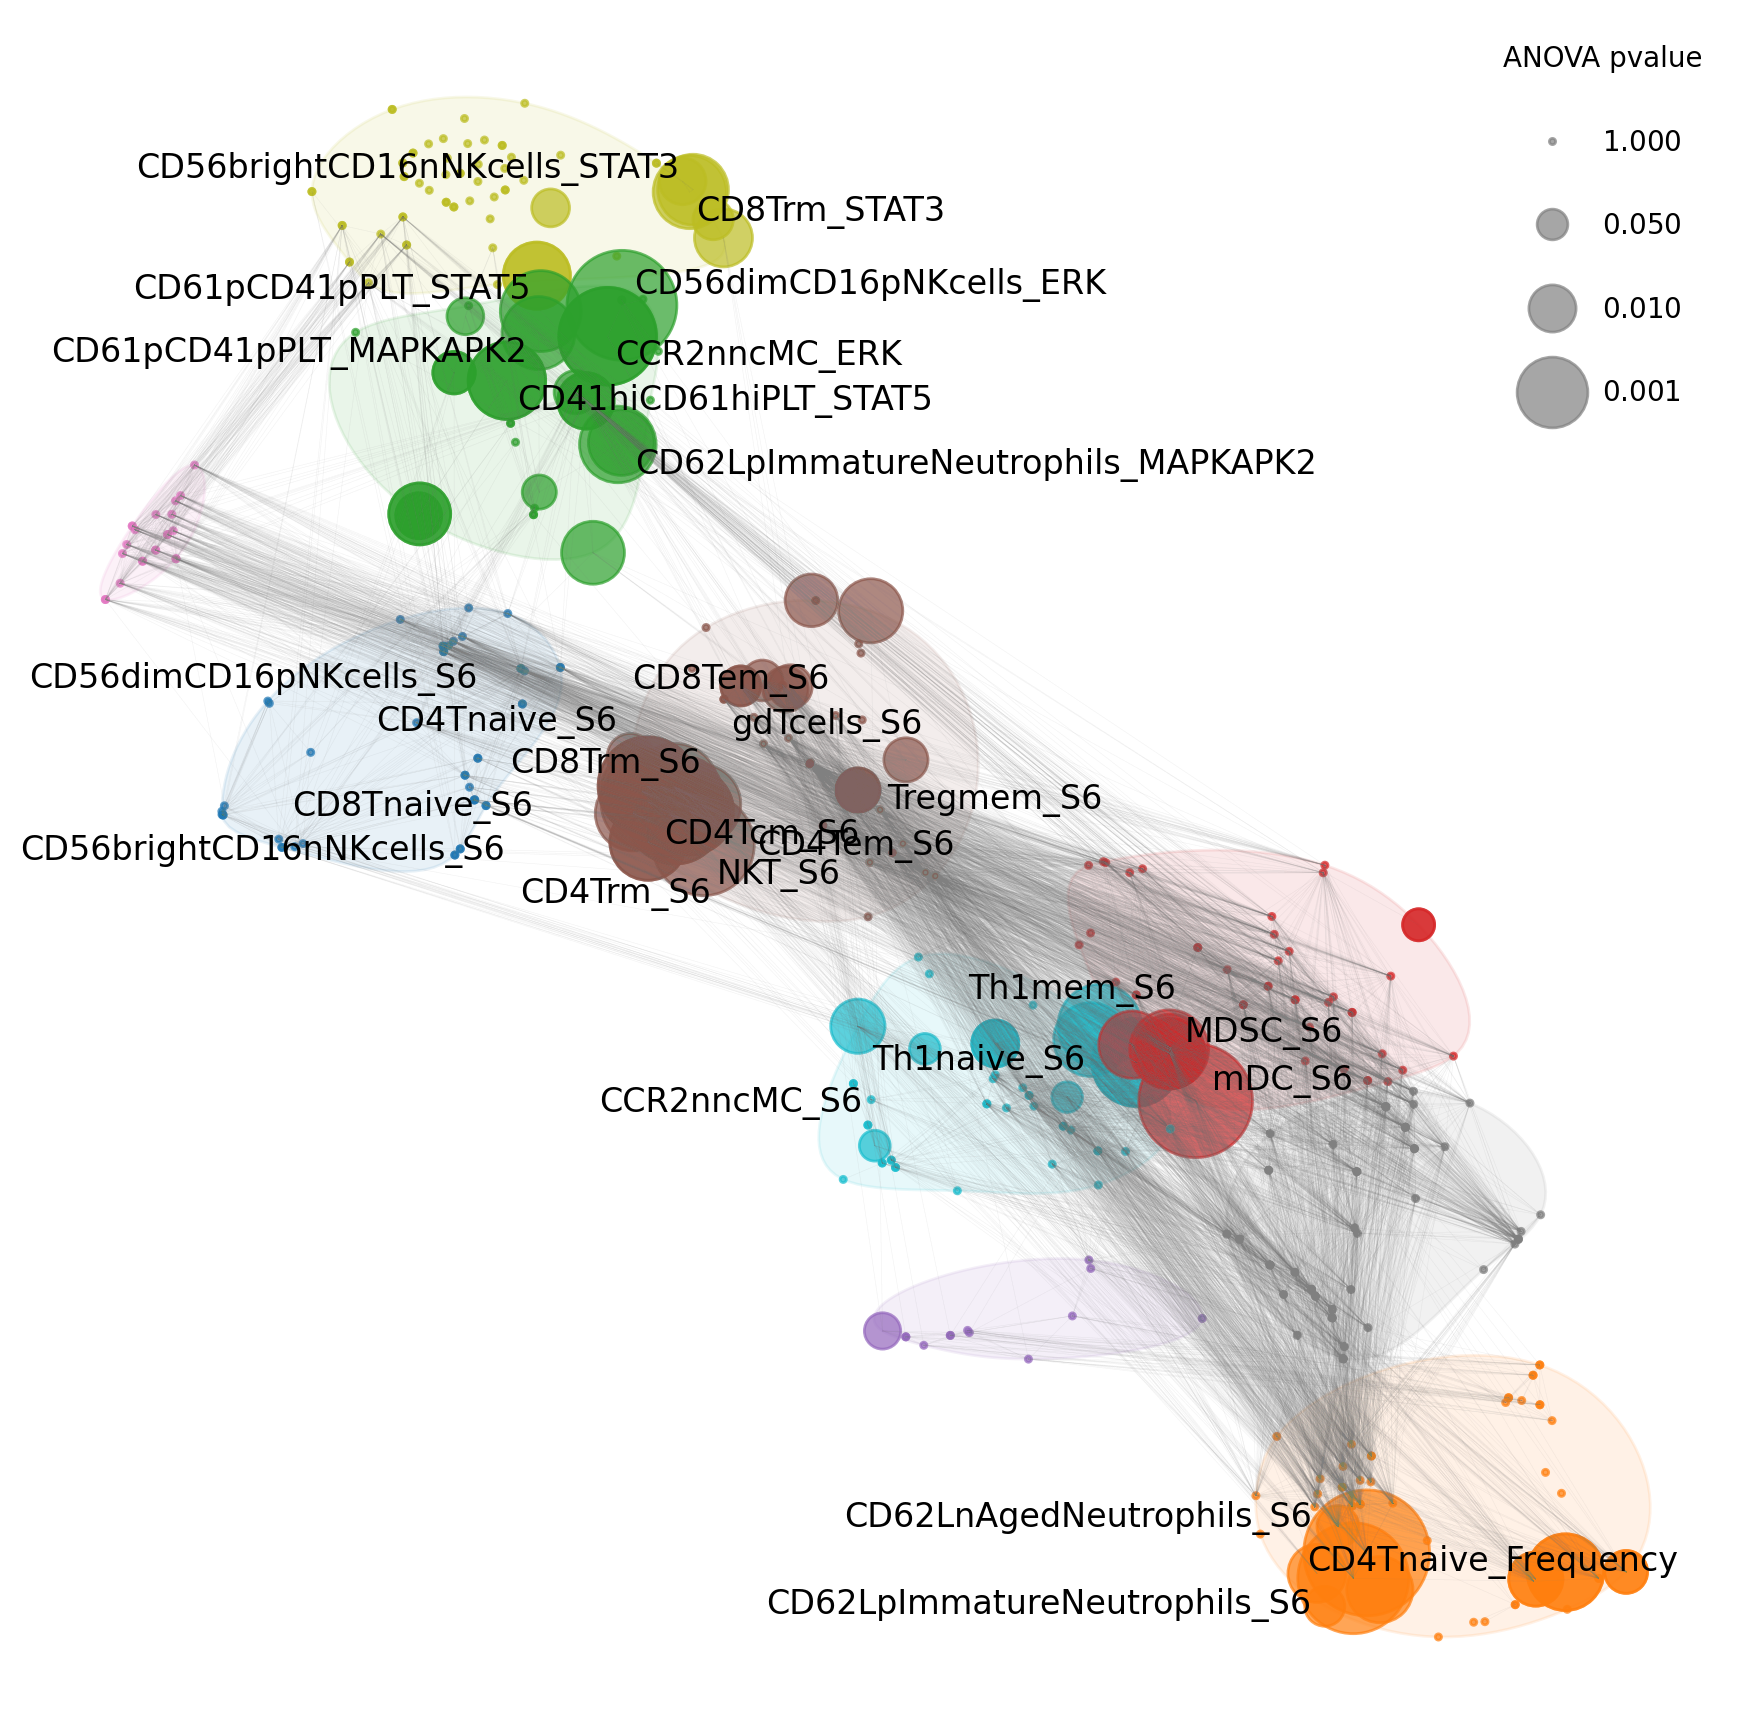 ANOVA pvalue
1.000
CD56brightCD16nNKcells_STAT3
CD8Trm_STAT3
0.050
CD61pCD41pPLT_STAT5
CD56dimCD16pNKcells_ERK
0.010
CD61pCD41pPLT_MAPKAPK2
CCR2nncMC_ERK
CD41hiCD61hiPLT_STAT5
0.001
CD62LpImmatureNeutrophils_MAPKAPK2
CD56dimCD16pNKcells_S6
CD8Tem_S6
CD4Tnaive_S6
gdTcells_S6
CD8Trm_S6
CD8Tnaive_S6
Tregmem_S6
CD56brightCD16nNKcells_S6
CD4Tcm_S6
CD4Tem_S6
NKT_S6
CD4Trm_S6
Th1mem_S6
MDSC_S6
Th1naive_S6
mDC_S6
CCR2nncMC_S6
CD62LnAgedNeutrophils_S6
CD4Tnaive_Frequency
CD62LpImmatureNeutrophils_S6